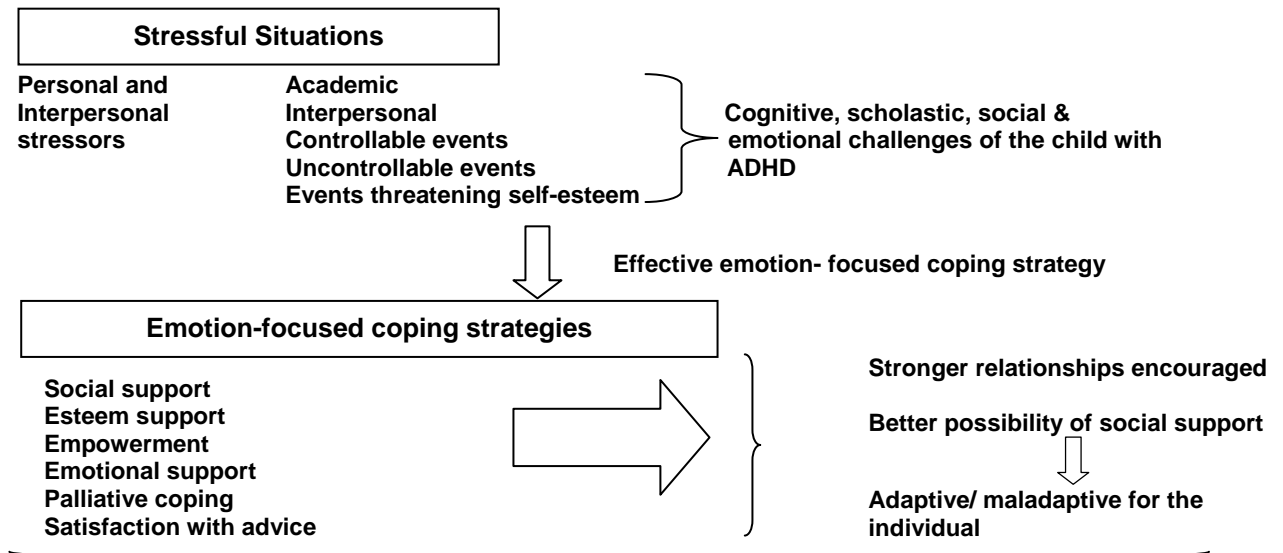 Stressful Situations
Personal and
Interpersonal
stressors
Academic
Interpersonal
Controllable events
Uncontrollable events
Events threatening self-esteem
Cognitive, scholastic, social &
emotional challenges of the child with
ADHD
Effective emotion- focused coping strategy
Emotion-focused coping strategies
Social support
Esteem support
Empowerment
Emotional support
Palliative coping
Satisfaction with advice
Stronger relationships encouraged
Better possibility of social support
Adaptive/ maladaptive for the
individual